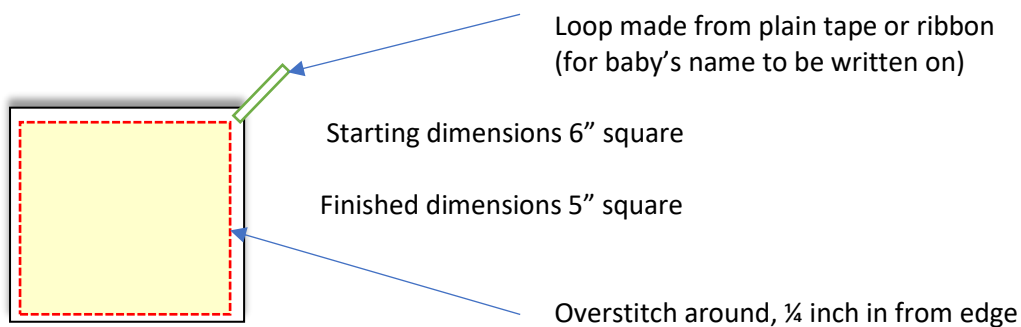 Loop made from plain tape or ribbon
(for baby’s name to be written on)
Starting dimensions 6” square
Finished dimensions 5” square
Overstitch around, ¼ inch in from edge